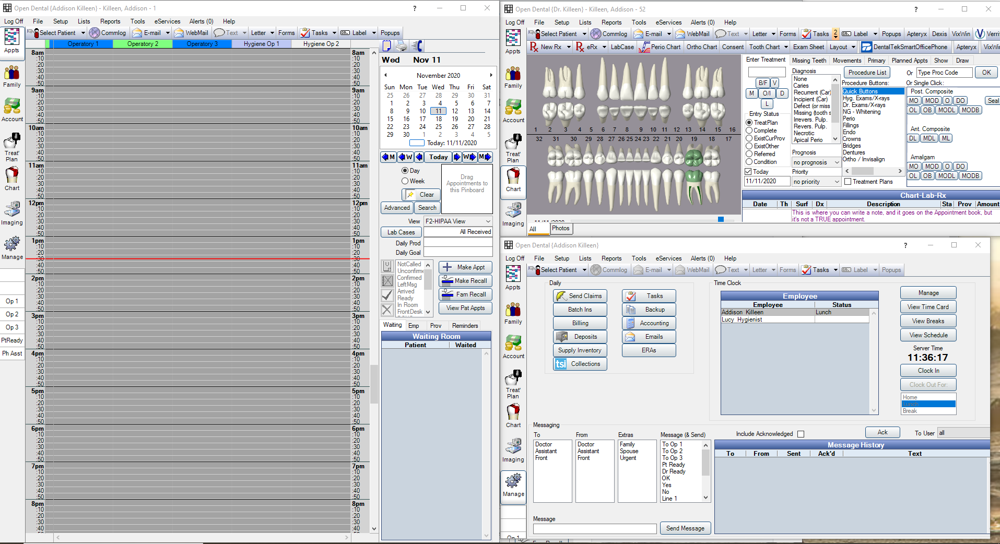 Open Dental {Addison Killeen} - Killeen, Addison - 1
Log Off File Setup Lists Reports Tools eServices Alerts (0) Help
Select Patient Commlog E-mail WebMail Text Letter Forms Tasks Label Popups
Operatory 1 Operatory 2 Operatory 3 Hygiene Op 1 Hygiene Op 2
Appts
Family
Account
Treat'
Plan
Chart
Imaging
Manage
Op 1
Op 2
Op 3
PtReady
Ph Asst
8am 8am
:10 :10
:20 :20
:30 :30
:40 :40
:50 :50
9am 9am
:10 :10
:20 :20
:30 :30
:40 :40
:50 :50
10am 10am
:10 :10
:20 :20
:30 :30
:40 :40
:50 :50
11am 11am
:10 :10
:20 :20
:30 :30
:40 :40
:50 :50
12pm 12pm
:10 :10
:20 :20
:30 :30
:40 :40
:50 :50
1pm 1pm
:10 :10
:20 :20
:30 :30
:40 :40
:50 :50
2pm 2pm
:10 :10
:20 :20
:30 :30
:40 :40
:50 :50
3pm 3pm
:10 :10
:20 :20
:30 :30
:40 :40
:50 :50
4pm 4pm
:10 :10
:20 :20
:30 :30
:40 :40
:50 :50
5pm 5pm
:10 :10
:20 :20
:30 :30
:40 :40
:50 :50
6pm 6pm
:10 :10
:20 :20
:30 :30
:40 :40
:50 :50
7pm 7pm
:10 :10
:20 :20
:30 :30
:40 :40
:50 :50
8pm 8pm
:10 :10
:20 :20
:30 :30
:40 :40
Wed Nov 11
November 2020
Sun Mon Tue Wed Thu Fri Sat
25 26 27 28 29 30 31
1 2 3 4 5 6 7
8 9 10 11 12 13 14
15 16 17 18 19 20 21
22 23 24 25 26 27 28
29 30 1 2 3 4 5
Today: 11/11/2020
M W Today W M
Day
Week
Clear
Advanced Search
Drag
Appointments to
this Pinboard
View F2-HIPAA View
Lab Cases All Received
Daily Prod
Daily Goal
NotCalled
Unconfirme
Confirmed
LeftMsg
Arrived
Ready
In Room
FrontDesk
Make Appt
Make Recall
Fam Recall
View Pat Appts
Waiting Emp Prov Reminders
Waiting Room
Patient Waited
Open Dental {Dr. Killeen} - Killeen, Addison - 52
Log Off File Setup Lists Reports Tools eServices Alerts (0) Help
Select Patient Commlog E-mail WebMail Text Letter Forms Tasks 2 Label Popups Apteryx Dexis VixWin Verri
New Rx eRx LabCase Perio Chart Ortho Chart Consent Tooth Chart Exam Sheet Layout DentalTekSmartOfficePhone Apteryx VixWi
Appts
Family
Account
Treat'
Plan
Chart
Imaging
1 2 3 4 5 6 7 8 9 10 11 12 13 14 15 16
32 31 30 29 28 27 26 25 24 23 22 21 20 19 18 17
All Photos
Enter Treatment Missing Teeth Movements Primary Planned Appts Show Draw
B/F V
M O/I D
L
Entry Status
TreatPlan
Complete
ExistCurProv
ExistOther
Referred
Condition
Today
11/11/2020
Diagnosis
None
Caries
Recurrent (Car)
Incipient (Car)
Defect (or miss
Missing (tooth s
Irrevers. Pulp.
Revers. Pulp.
Necrotic
Apical Perio
Prognosis
no prognosis
Priority
no priority
Procedure List Or Type Proc Code OK
Procedure Buttons: Or Single Click:
Quick Buttons
Hyg. Exams/X-rays
Dr. Exams/X-rays
NG - Whitening
Perio
Fillings
Endo
Crowns
Bridges
Dentures
Ortho / Invisalign
Treatment Plans
Post. Composite
MO MOD O DO Seal
OL OB MODL MODB
Ant. Composite
DL MDL ML
Amalgam
MO MOD O DO
OL OB MODL MODB
Chart-Lab-Rx
Date Th Surf Dx Description Sta Prov Amount
This is where you can write a note, and it goes on the Appointment book, but
it's not a TRUE appointment.
Open Dental {Addison Killeen}
Log Off File Setup Lists Reports Tools eServices Alerts (0) Help
Select Patient Commlog E-mail WebMail Text Letter Forms Tasks Label Popups
Appts
Family
Account
Treat'
Plan
Chart
Imaging
Manage
Daily
Send Claims Tasks
Batch Ins Backup
Billing Accounting
Deposits Emails
Supply Inventory ERAs
tsi Collections
Time Clock
Employee
Employee Status
Addison Killeen Lunch
Lucy Hygienist
Manage
View Time Card
View Breaks
View Schedule
Server Time
11:36:17
Clock In
Clock Out For:
Home
Lunch
Break
Messaging
To From Extras Message (& Send)
Doctor Doctor Family To Op 1
Assistant Assistant Spouse To Op 2
Front Front Urgent To Op 3
Pt Ready
Dr Ready
OK
Yes
No
Line 1
Include Acknowledged Ack To User all
Message History
To From Sent Ack'd Text
Message
Send Message